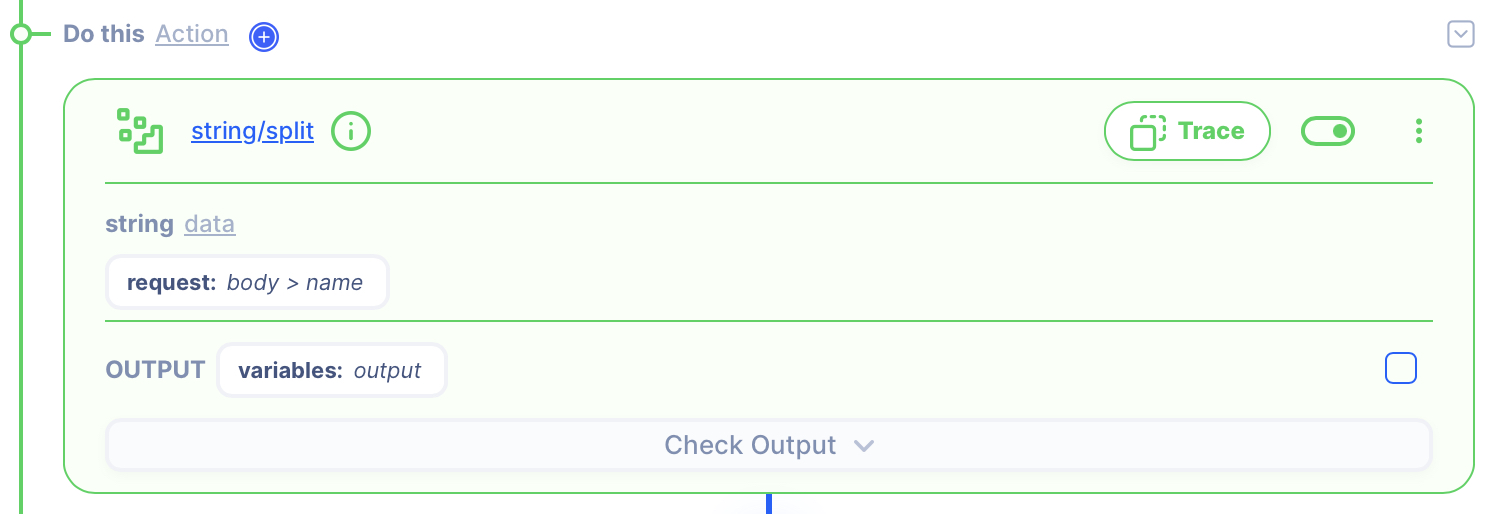 Do this Action
string/split
Trace
string data
request: body > name
OUTPUT variables: output
Check Output